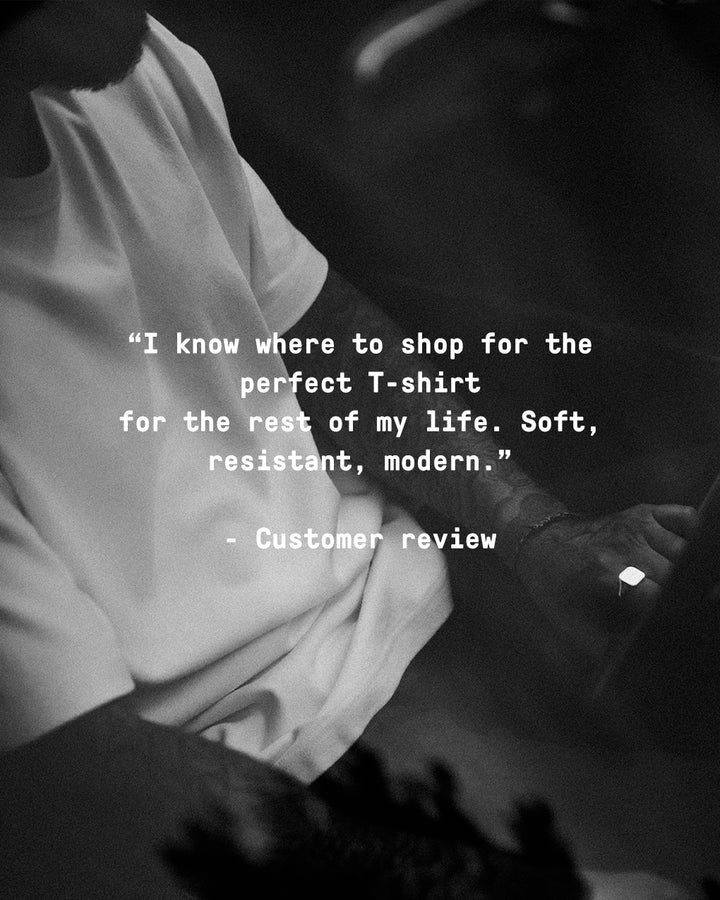 “I know where to shop for the
perfect T-shirt
for the rest of my life. Soft,
resistant, modern.”
- Customer review